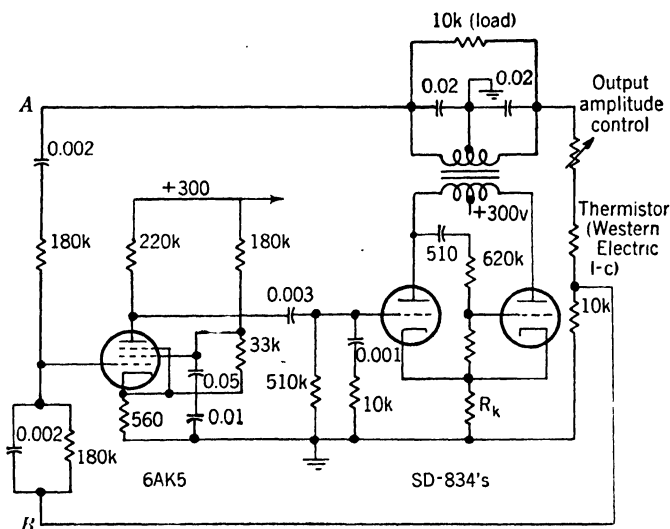 10k (load)
0.02
0.02
A
Output
amplitude
control
0.002
+300
+300v
Thermistor
(Western
Electric
I-c)
180k
220k
180k
510
620k
0.003
10k
33k
0.001
0.05
510k
560
0.01
10k
R_k
0.002
180k
6AK5
SD-834's
B